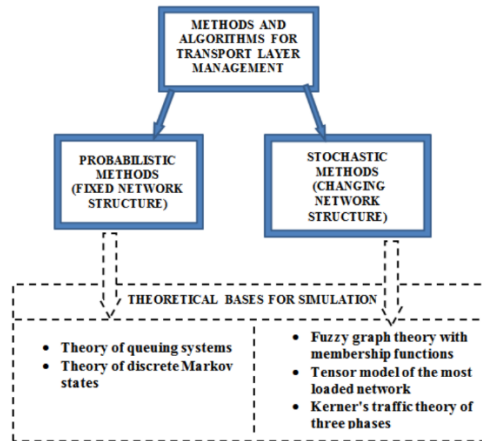 METHODS AND
ALGORITHMS FOR
TRANSPORT LAYER
MANAGEMENT
PROBABILISTIC
METHODS
(FIXED NETWORK
STRUCTURE)
STOCHASTIC
METHODS
(CHANGING
NETWORK
STRUCTURE)
THEORETICAL BASES FOR SIMULATION
• Theory of queuing systems
• Theory of discrete Markov
states
• Fuzzy graph theory with
membership functions
• Tensor model of the most
loaded network
• Kerner's traffic theory of
three phases